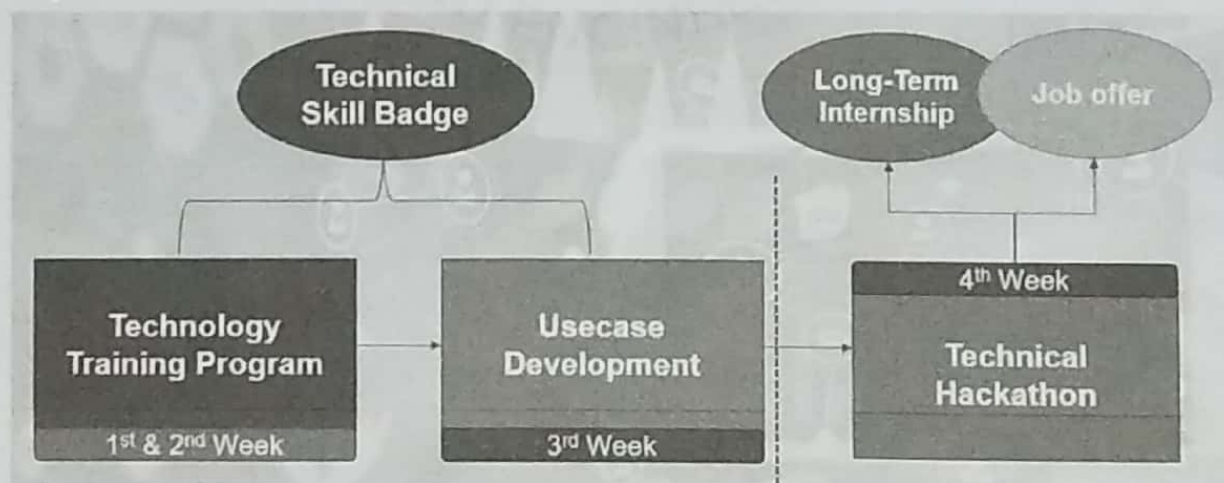 Technical
Skill Badge
Long-Term
Internship
Job offer
Technology
Training Program
1st & 2nd Week
Usecase
Development
3rd Week
4th Week
Technical
Hackathon